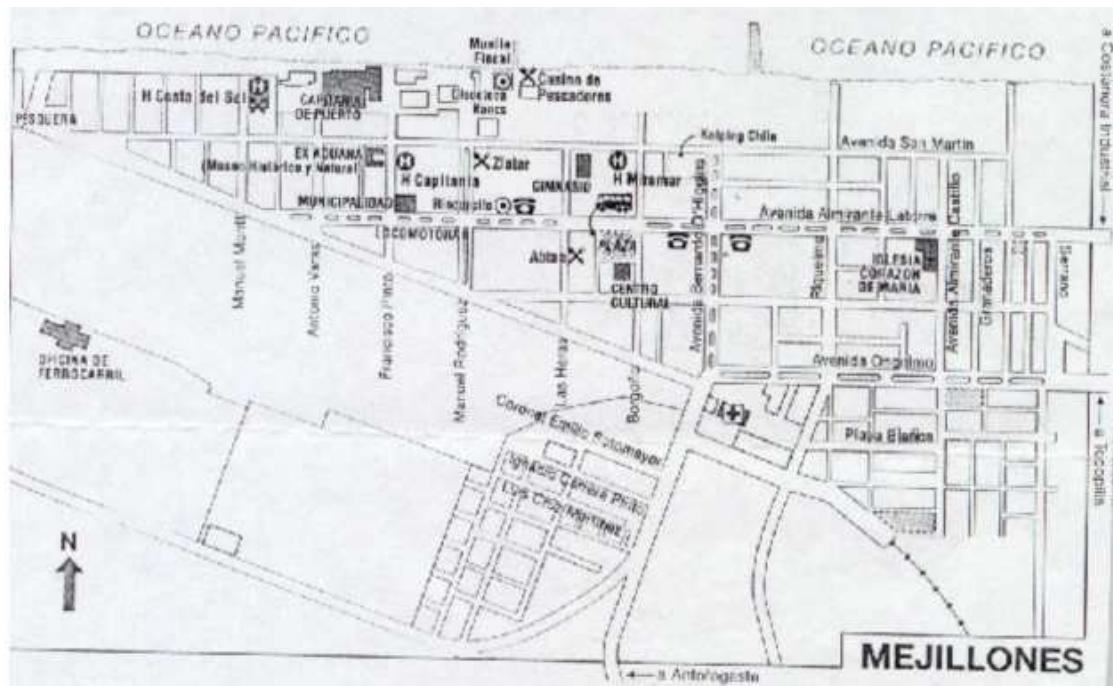 OCEANO PACIFICO
OCEANO PACIFICO
a Costanera Industrial
Muelle
Fiscal
Casino de
Pescadores
H Costa del Sol
CAPITANIA
DE PUERTO
Discoteca
PESQUERA
Kolping Chile
Avenida San Martin
EX ADUANA
(Museo Historico y Natural)
H Capitania
Zlatar
GIMNASIO
H Miramar
MUNICIPALIDAD
Avenida Almirante Latorre
LOCOMOTORAS
Abtao
PLAZA
CENTRO
CULTURAL
IGLESIA
CORAZON
DE MARIA
Manuel Montt
Antonio Varas
Francisco Pinto
Manuel Rodriguez
Las Heras
Borgoño
Avenida Bernardo O'Higgins
Riquelme
Avenida Almirante Castillo
Granaderos
Serrano
OFICINA DE
FERROCARRIL
Avenida Ongolmo
Coronel Emilio Sotomayor
Ignacio Carrera Pinto
Luis Cruz Martinez
a Tocopilla
N
MEJILLONES
a Antofagasta